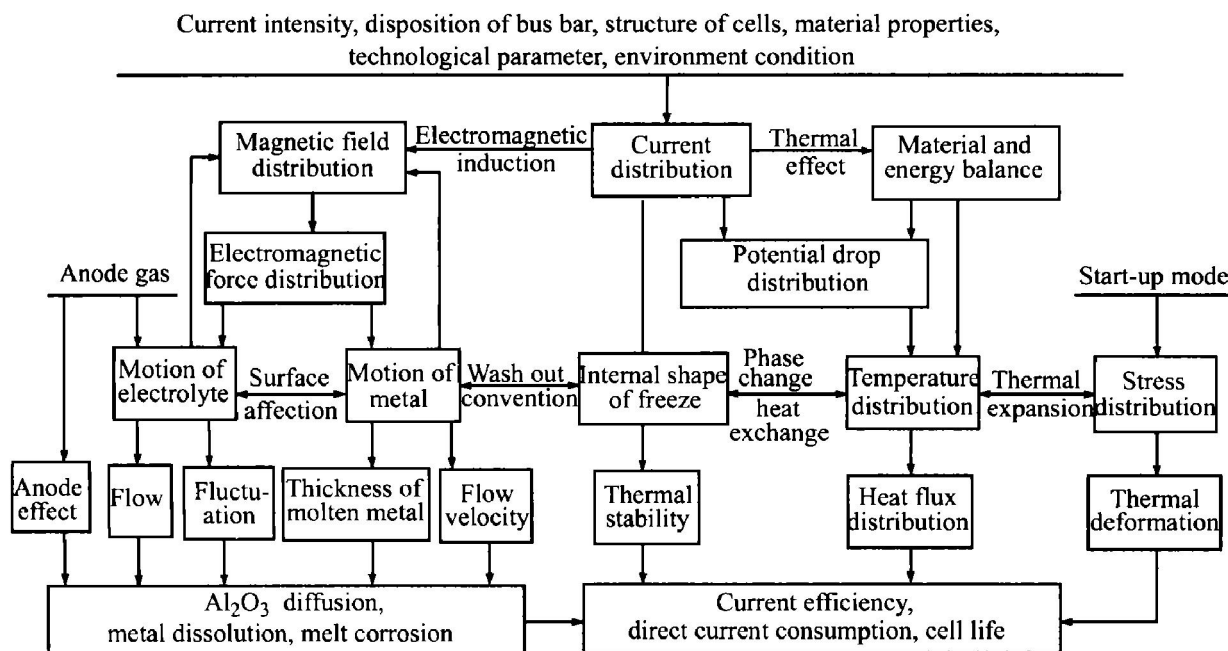 Current intensity, disposition of bus bar, structure of cells, material properties,
technological parameter, environment condition
Magnetic field
distribution
Electromagnetic
induction
Current
distribution
Thermal
effect
Material and
energy balance
Electromagnetic
force distribution
Potential drop
distribution
Anode gas
Start-up mode
Motion of
electrolyte
Surface
affection
Motion of
metal
Wash out
convention
Internal shape
of freeze
Phase
change
heat
exchange
Temperature
distribution
Thermal
expansion
Stress
distribution
Anode
effect
Flow
Fluctu-
ation
Thickness of
molten metal
Flow
velocity
Thermal
stability
Heat flux
distribution
Thermal
deformation
Al₂O₃ diffusion,
metal dissolution, melt corrosion
Current efficiency,
direct current consumption, cell life